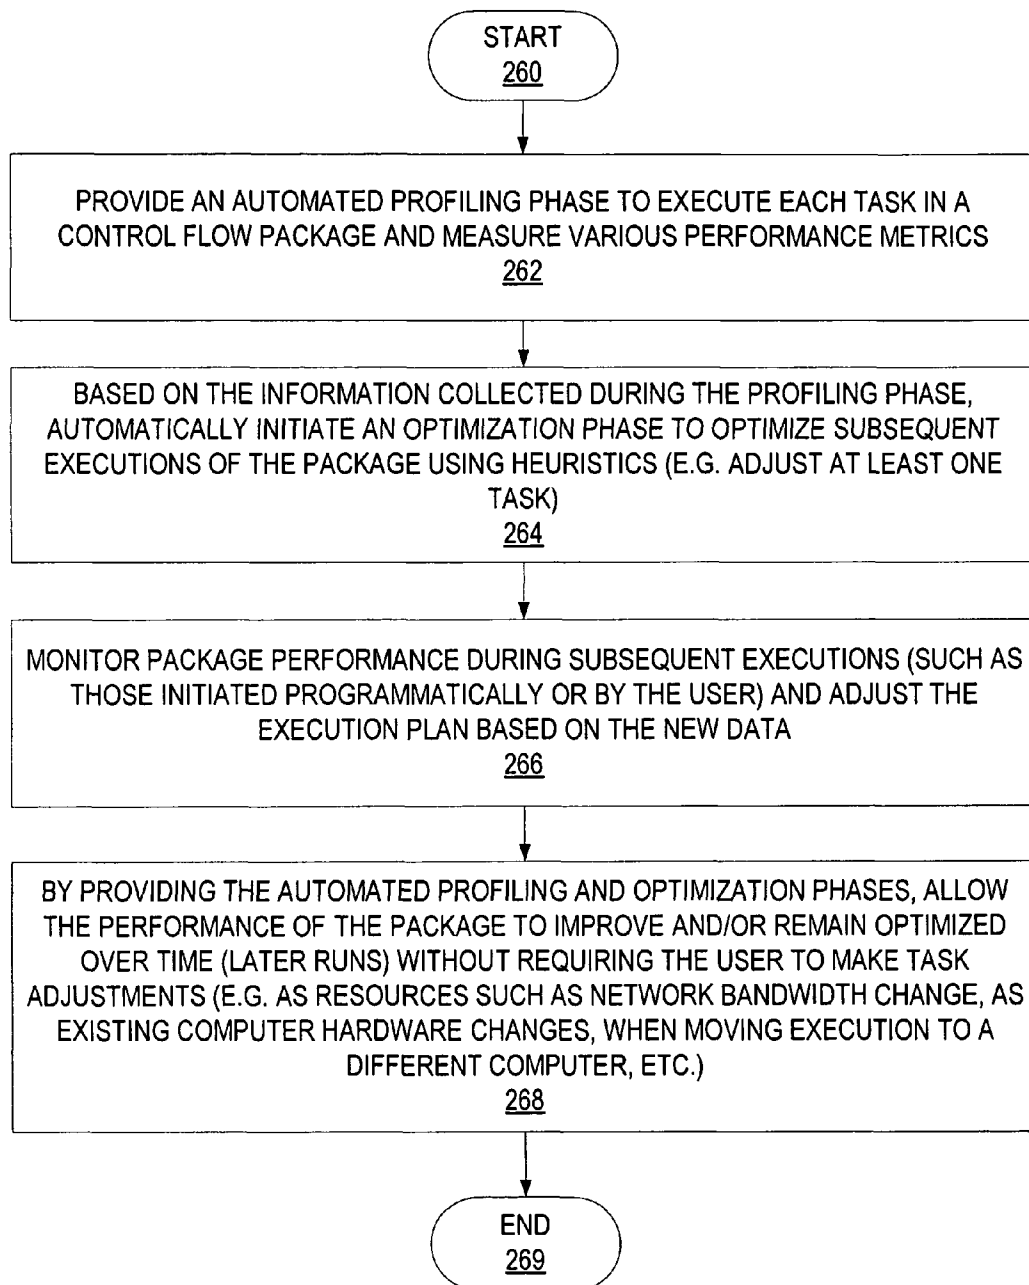 START
260
PROVIDE AN AUTOMATED PROFILING PHASE TO EXECUTE EACH TASK IN A
CONTROL FLOW PACKAGE AND MEASURE VARIOUS PERFORMANCE METRICS
262
BASED ON THE INFORMATION COLLECTED DURING THE PROFILING PHASE,
AUTOMATICALLY INITIATE AN OPTIMIZATION PHASE TO OPTIMIZE SUBSEQUENT
EXECUTIONS OF THE PACKAGE USING HEURISTICS (E.G. ADJUST AT LEAST ONE
TASK)
264
MONITOR PACKAGE PERFORMANCE DURING SUBSEQUENT EXECUTIONS (SUCH AS
THOSE INITIATED PROGRAMMATICALLY OR BY THE USER) AND ADJUST THE
EXECUTION PLAN BASED ON THE NEW DATA
266
BY PROVIDING THE AUTOMATED PROFILING AND OPTIMIZATION PHASES, ALLOW
THE PERFORMANCE OF THE PACKAGE TO IMPROVE AND/OR REMAIN OPTIMIZED
OVER TIME (LATER RUNS) WITHOUT REQUIRING THE USER TO MAKE TASK
ADJUSTMENTS (E.G. AS RESOURCES SUCH AS NETWORK BANDWIDTH CHANGE, AS
EXISTING COMPUTER HARDWARE CHANGES, WHEN MOVING EXECUTION TO A
DIFFERENT COMPUTER, ETC.)
268
END
269